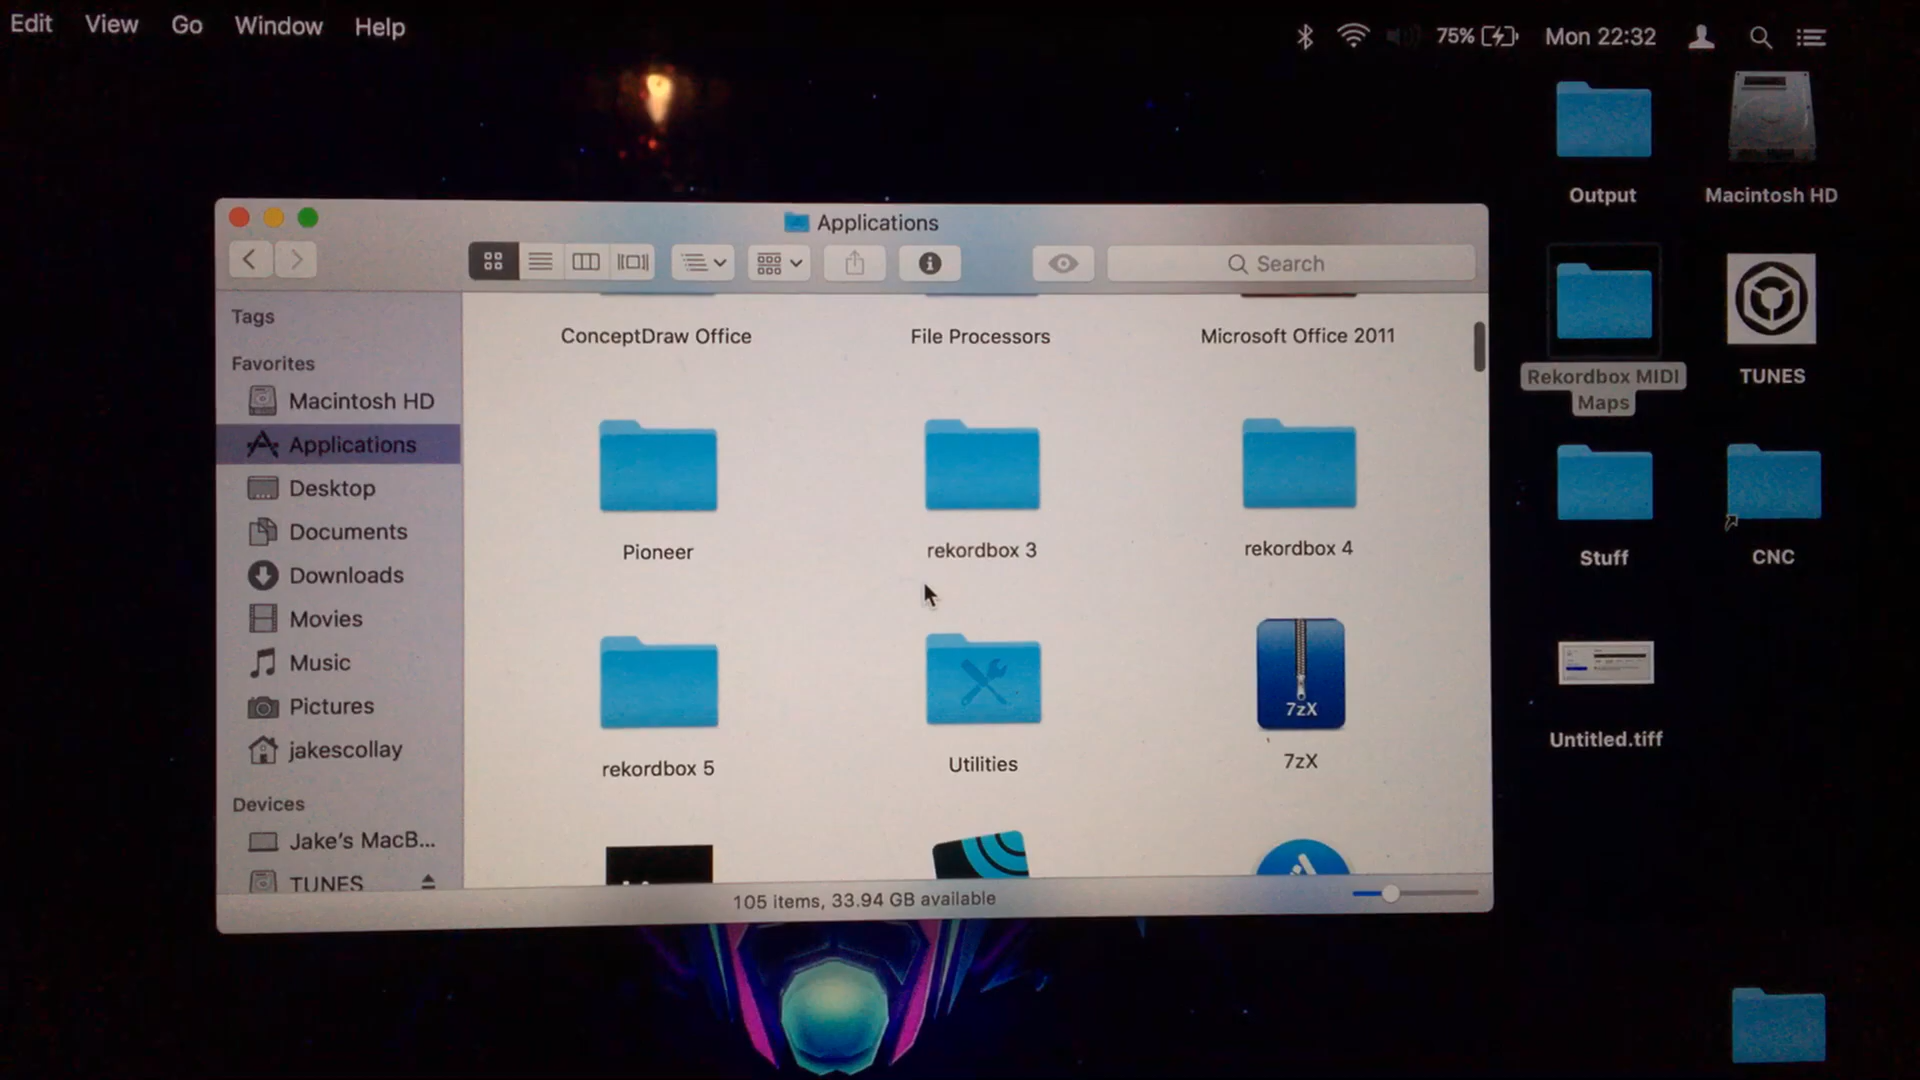 Edit View Go Window Help
75% Mon 22:32
Output
Macintosh HD
Applications
Search
Tags
Favorites
Macintosh HD
Applications
Desktop
Documents
Downloads
Movies
Music
Pictures
jakescollay
Devices
Jake's MacB...
TUNES
ConceptDraw Office
File Processors
Microsoft Office 2011
Pioneer
rekordbox 3
rekordbox 4
rekordbox 5
Utilities
7zX
7zX
105 items, 33.94 GB available
Rekordbox MIDI
Maps
TUNES
Stuff
CNC
Untitled.tiff